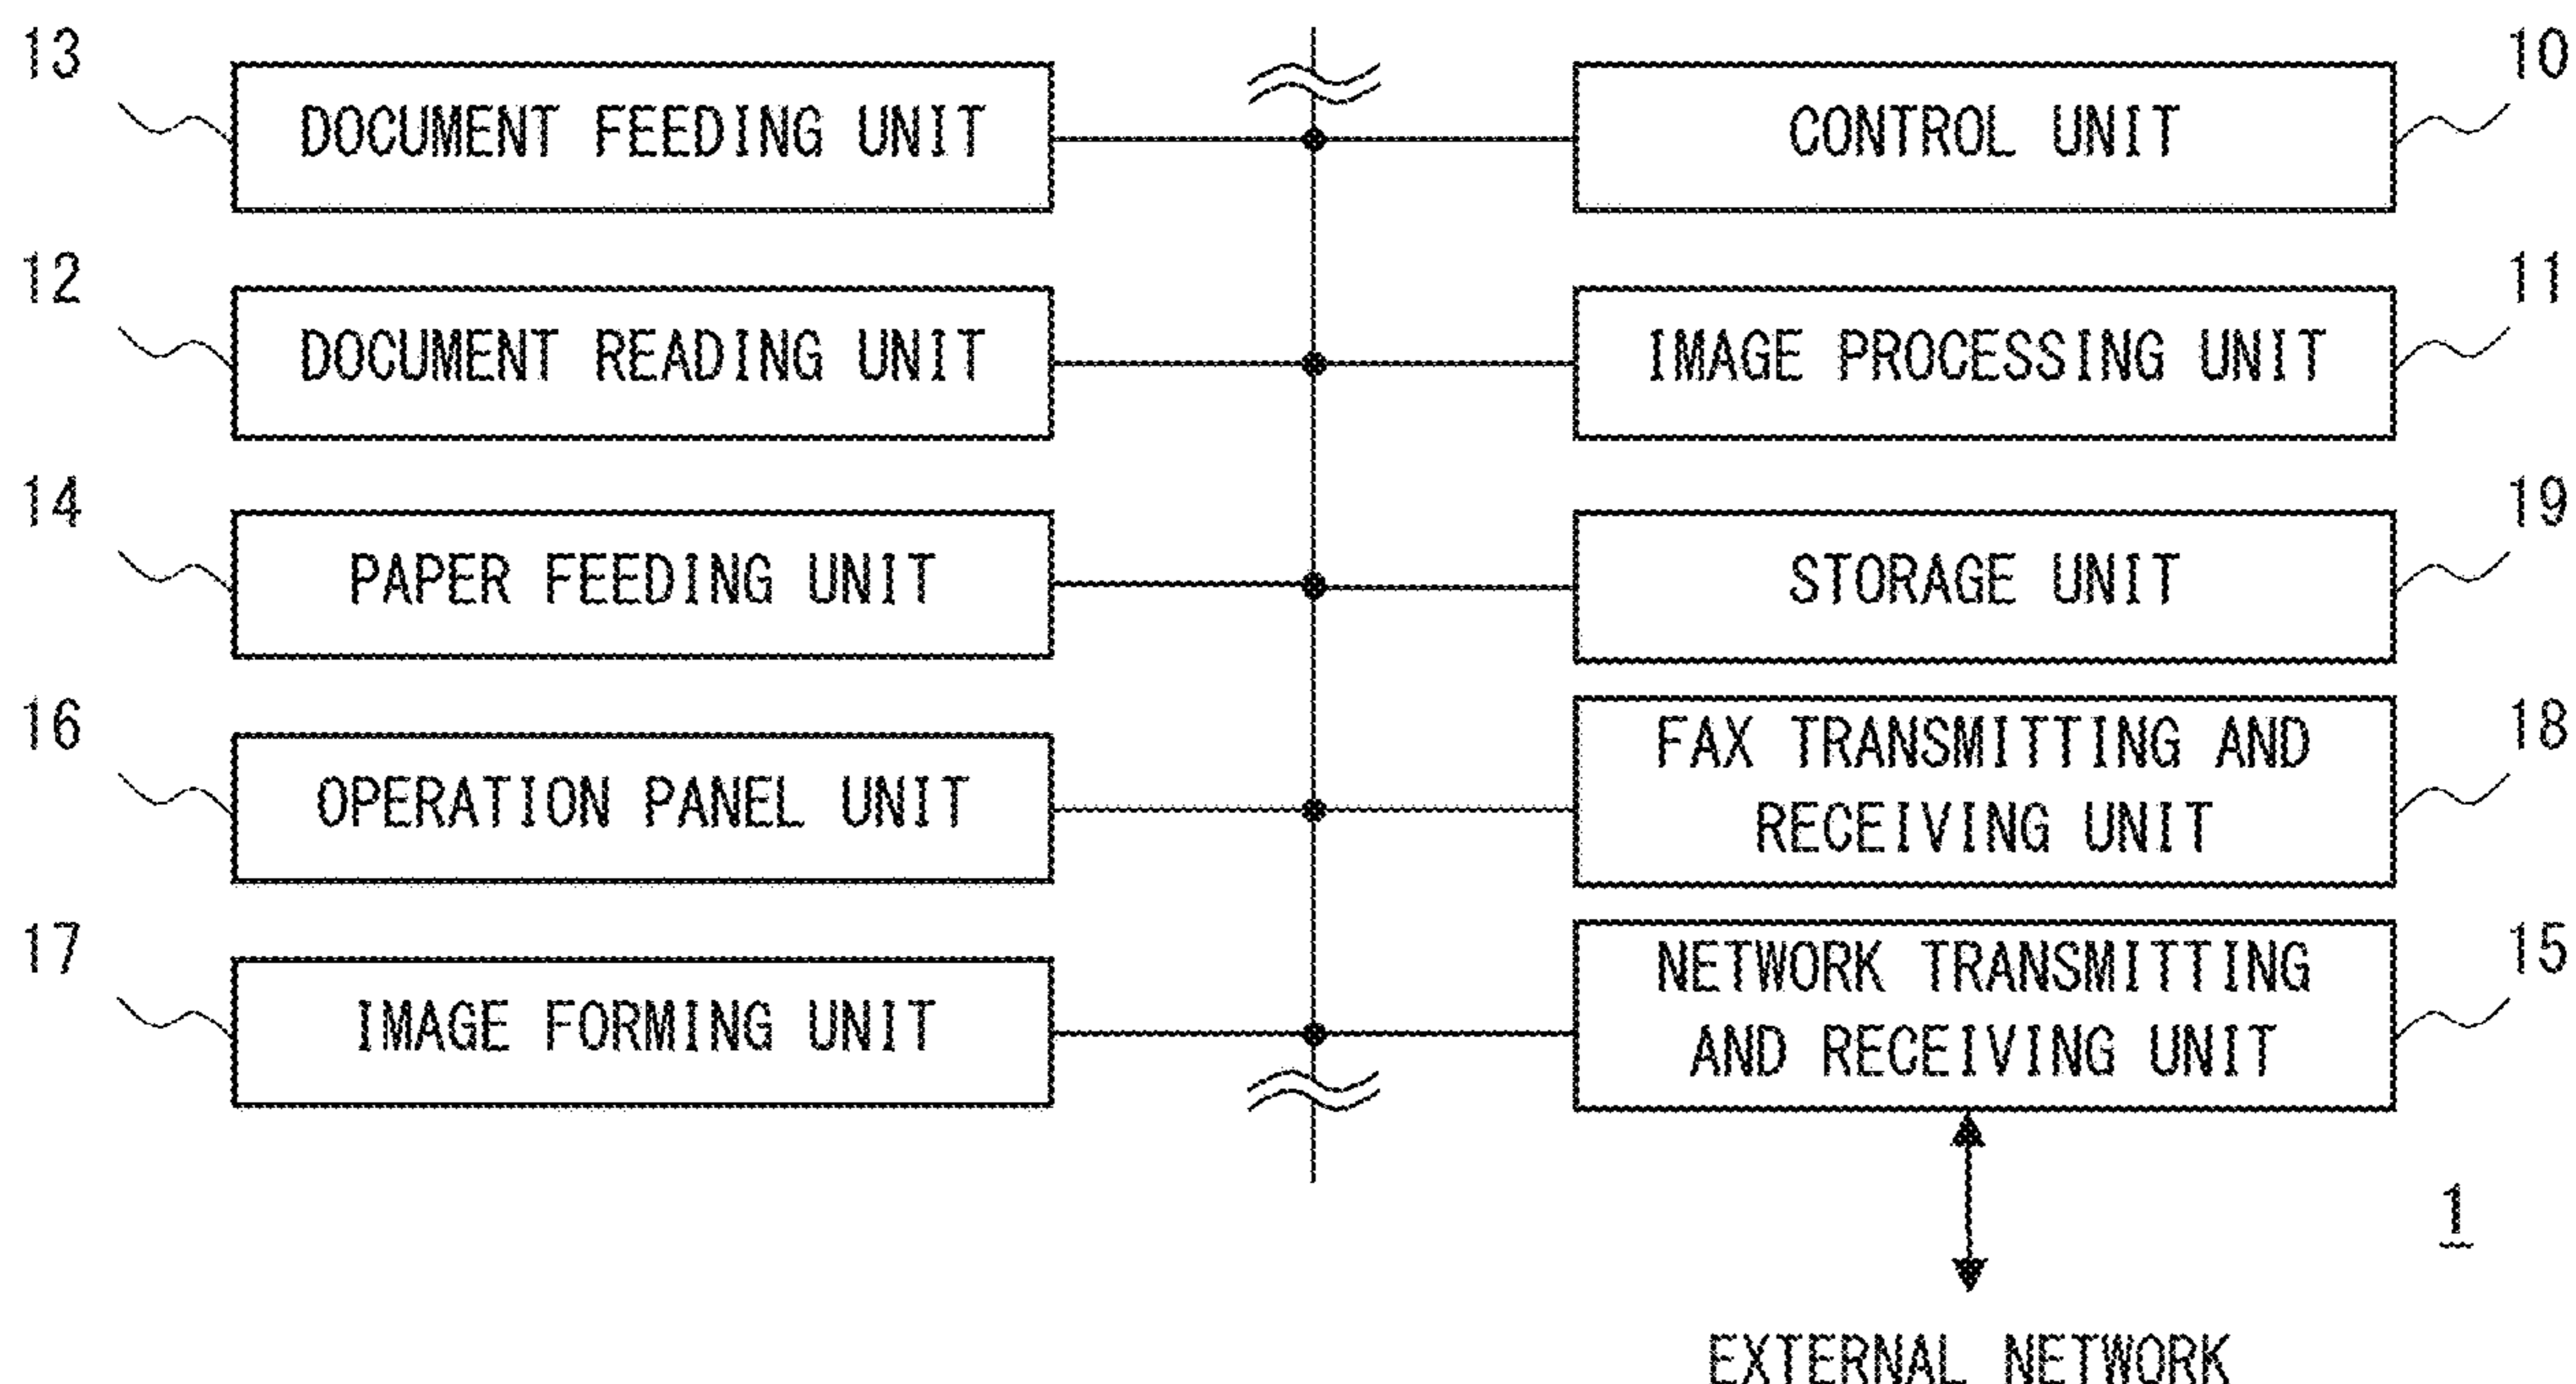 13
DOCUMENT FEEDING UNIT
10
CONTROL UNIT
12
DOCUMENT READING UNIT
11
IMAGE PROCESSING UNIT
14
PAPER FEEDING UNIT
19
STORAGE UNIT
16
OPERATION PANEL UNIT
18
FAX TRANSMITTING AND
RECEIVING UNIT
17
IMAGE FORMING UNIT
15
NETWORK TRANSMITTING
AND RECEIVING UNIT
1
EXTERNAL NETWORK